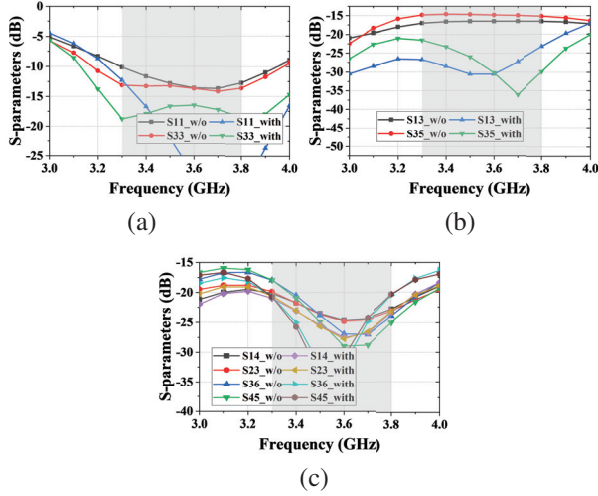 0
-5
-10
-15
-20
-25
S-parameters (dB)
S11_w/o S11_with
S33_w/o S33_with
3.0 3.2 3.4 3.6 3.8 4.0
Frequency (GHz)
(a)
-15
-20
-25
-30
-35
-40
-45
-50
S-parameters (dB)
S13_w/o S13_with
S35_w/o S35_with
3.0 3.2 3.4 3.6 3.8 4.0
Frequency (GHz)
(b)
-15
-20
-25
-30
-35
-40
S-parameters (dB)
S14_w/o S14_with
S23_w/o S23_with
S36_w/o S36_with
S45_w/o S45_with
3.0 3.2 3.4 3.6 3.8 4.0
Frequency (GHz)
(c)